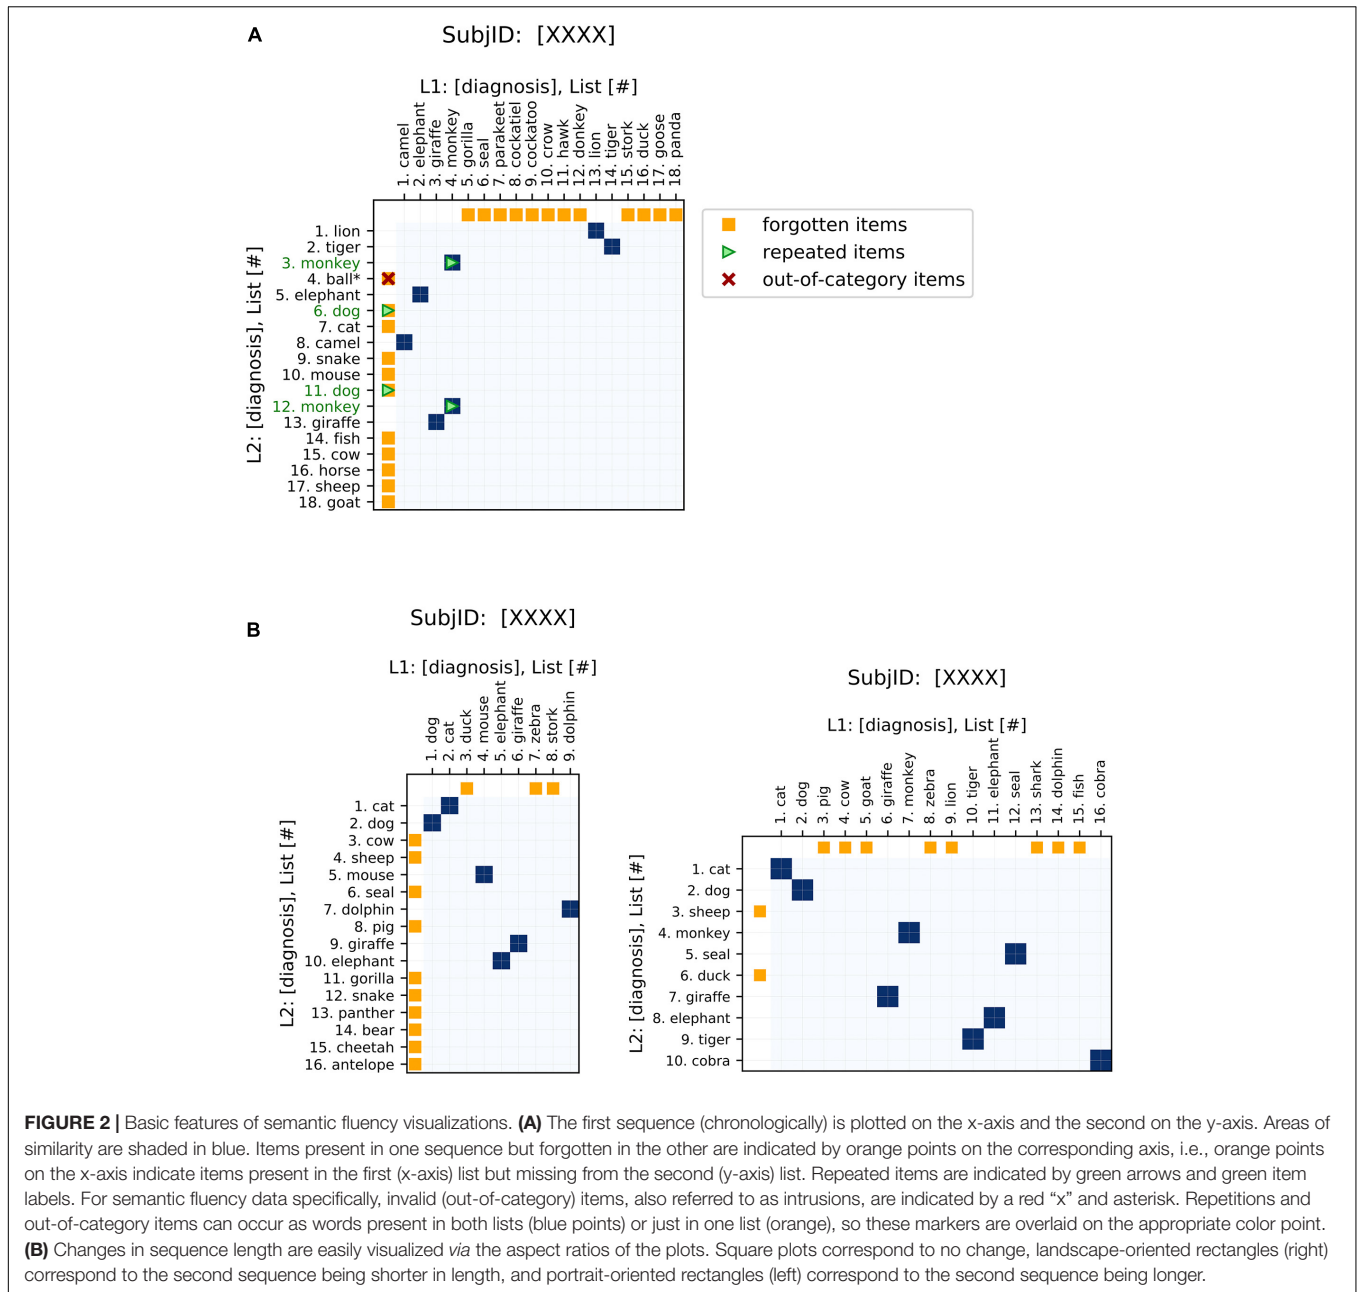 A
SubjID: [XXXX]
L1: [diagnosis], List [#]
1. camel
2. elephant
3. giraffe
4. monkey
5. gorilla
6. seal
7. parakeet
8. cockatiel
9. cockatoo
10. crow
11. hawk
12. donkey
13. lion
14. tiger
15. stork
16. duck
17. goose
18. panda
L2: [diagnosis], List [#]
1. lion
2. tiger
3. monkey
4. ball*
5. elephant
6. dog
7. cat
8. camel
9. snake
10. mouse
11. dog
12. monkey
13. giraffe
14. fish
15. cow
16. horse
17. sheep
18. goat
forgotten items
repeated items
out-of-category items
B
SubjID: [XXXX]
L1: [diagnosis], List [#]
1. dog
2. cat
3. duck
4. mouse
5. elephant
6. giraffe
7. zebra
8. stork
9. dolphin
L2: [diagnosis], List [#]
1. cat
2. dog
3. cow
4. sheep
5. mouse
6. seal
7. dolphin
8. pig
9. giraffe
10. elephant
11. gorilla
12. snake
13. panther
14. bear
15. cheetah
16. antelope
SubjID: [XXXX]
L1: [diagnosis], List [#]
1. cat
2. dog
3. pig
4. cow
5. goat
6. giraffe
7. monkey
8. zebra
9. lion
10. tiger
11. elephant
12. seal
13. shark
14. dolphin
15. fish
16. cobra
L2: [diagnosis], List [#]
1. cat
2. dog
3. sheep
4. monkey
5. seal
6. duck
7. giraffe
8. elephant
9. tiger
10. cobra
FIGURE 2 | Basic features of semantic fluency visualizations. (A) The first sequence (chronologically) is plotted on the x-axis and the second on the y-axis. Areas of
similarity are shaded in blue. Items present in one sequence but forgotten in the other are indicated by orange points on the corresponding axis, i.e., orange points
on the x-axis indicate items present in the first (x-axis) list but missing from the second (y-axis) list. Repeated items are indicated by green arrows and green item
labels. For semantic fluency data specifically, invalid (out-of-category) items, also referred to as intrusions, are indicated by a red “x” and asterisk. Repetitions and
out-of-category items can occur as words present in both lists (blue points) or just in one list (orange), so these markers are overlaid on the appropriate color point.
(B) Changes in sequence length are easily visualized via the aspect ratios of the plots. Square plots correspond to no change, landscape-oriented rectangles (right)
correspond to the second sequence being shorter in length, and portrait-oriented rectangles (left) correspond to the second sequence being longer.